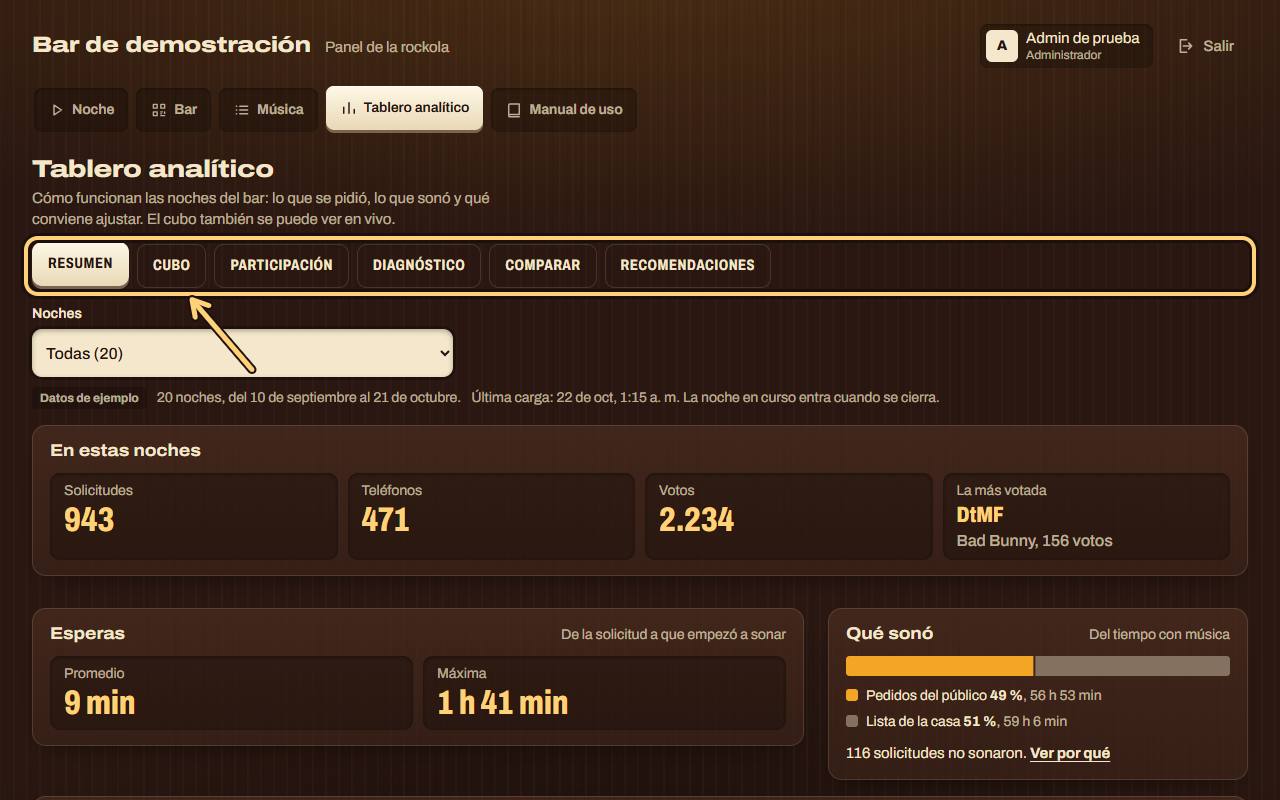 Bar de demostración Panel de la rockola
A Admin de prueba
Administrador
Salir
Noche Bar Música Tablero analítico Manual de uso
Tablero analítico
Cómo funcionan las noches del bar: lo que se pidió, lo que sonó y qué
conviene ajustar. El cubo también se puede ver en vivo.
RESUMEN CUBO PARTICIPACIÓN DIAGNÓSTICO COMPARAR RECOMENDACIONES
Noches
Todas (20)
Datos de ejemplo 20 noches, del 10 de septiembre al 21 de octubre. Última carga: 22 de oct, 1:15 a. m. La noche en curso entra cuando se cierra.
En estas noches
Solicitudes
943
Teléfonos
471
Votos
2.234
La más votada
DtMF
Bad Bunny, 156 votos
Esperas De la solicitud a que empezó a sonar
Promedio
9 min
Máxima
1 h 41 min
Qué sonó Del tiempo con música
Pedidos del público 49 %, 56 h 53 min
Lista de la casa 51 %, 59 h 6 min
116 solicitudes no sonaron. Ver por qué